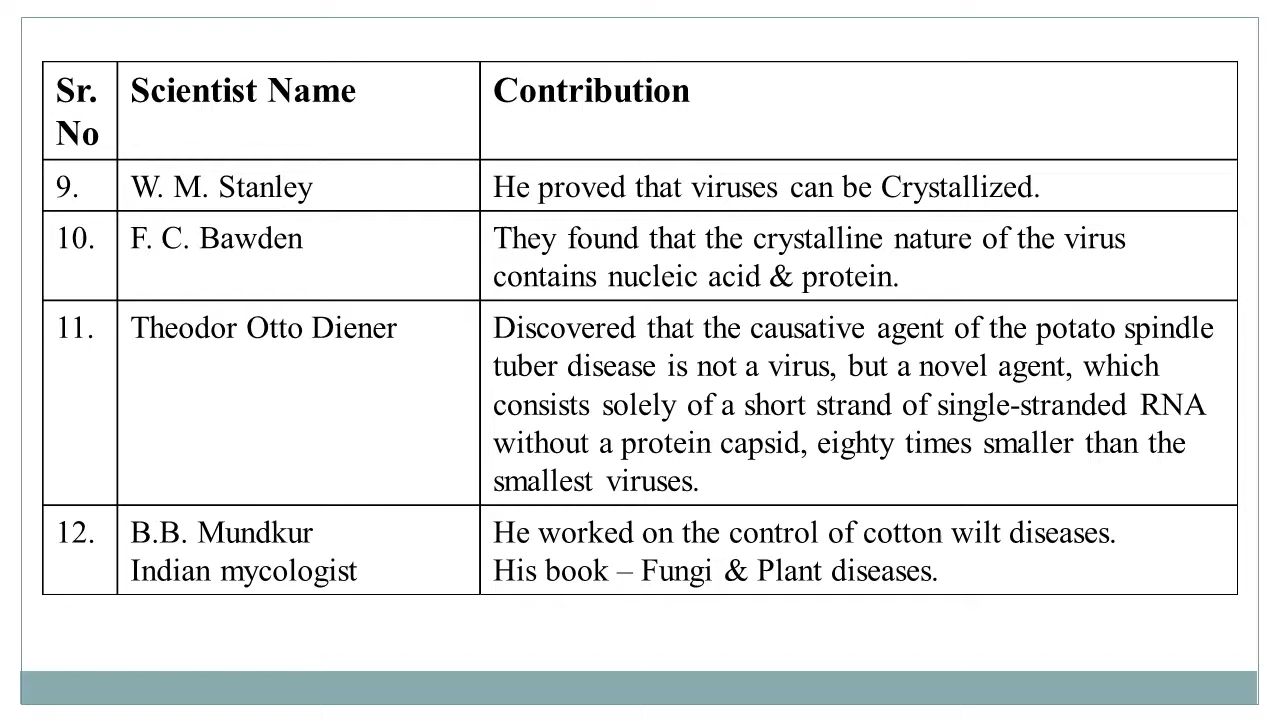 Sr. No
Scientist Name
Contribution
9.
W. M. Stanley
He proved that viruses can be Crystallized.
10.
F. C. Bawden
They found that the crystalline nature of the virus
contains nucleic acid & protein.
11.
Theodor Otto Diener
Discovered that the causative agent of the potato spindle
tuber disease is not a virus, but a novel agent, which
consists solely of a short strand of single-stranded RNA
without a protein capsid, eighty times smaller than the
smallest viruses.
12.
B.B. Mundkur
Indian mycologist
He worked on the control of cotton wilt diseases.
His book – Fungi & Plant diseases.